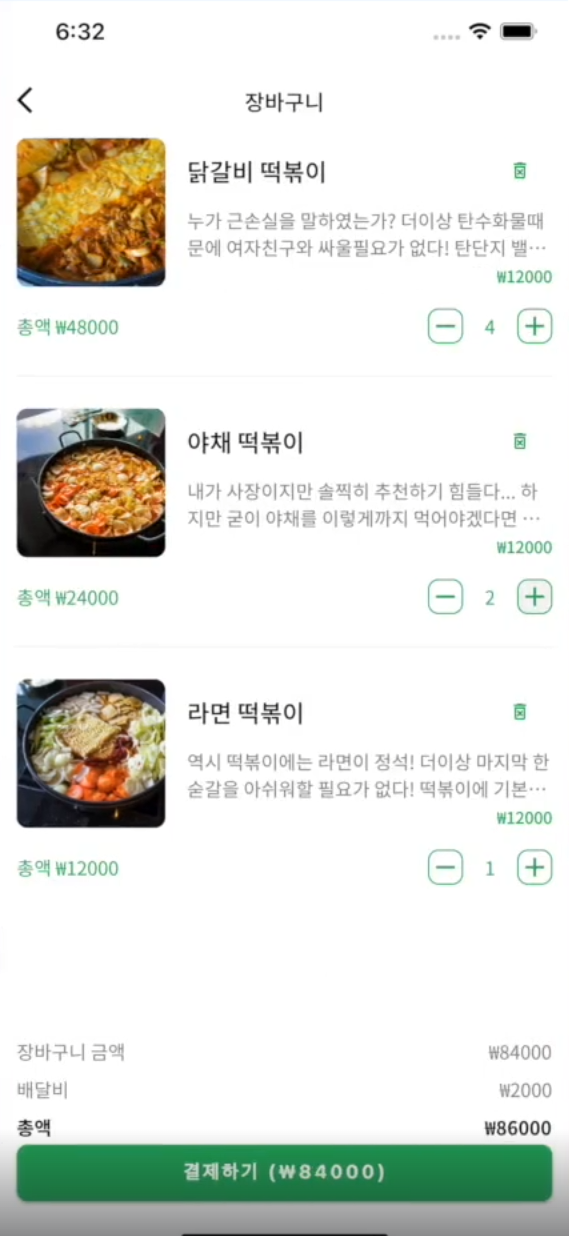 6:32
장바구니
닭갈비 떡볶이
누가 근손실을 말하였는가? 더이상 탄수화물때
문에 여자친구와 싸울필요가 없다! 탄단지 밸…
₩12000
총액 ₩48000
4
야채 떡볶이
내가 사장이지만 솔찍히 추천하기 힘들다... 하
지만 굳이 야채를 이렇게까지 먹어야겠다면 …
₩12000
총액 ₩24000
2
라면 떡볶이
역시 떡볶이에는 라면이 정석! 더이상 마지막 한
숟갈을 아쉬워할 필요가 없다! 떡볶이에 기본…
₩12000
총액 ₩12000
1
장바구니 금액 ₩84000
배달비 ₩2000
총액 ₩86000
결제하기 (₩84000)